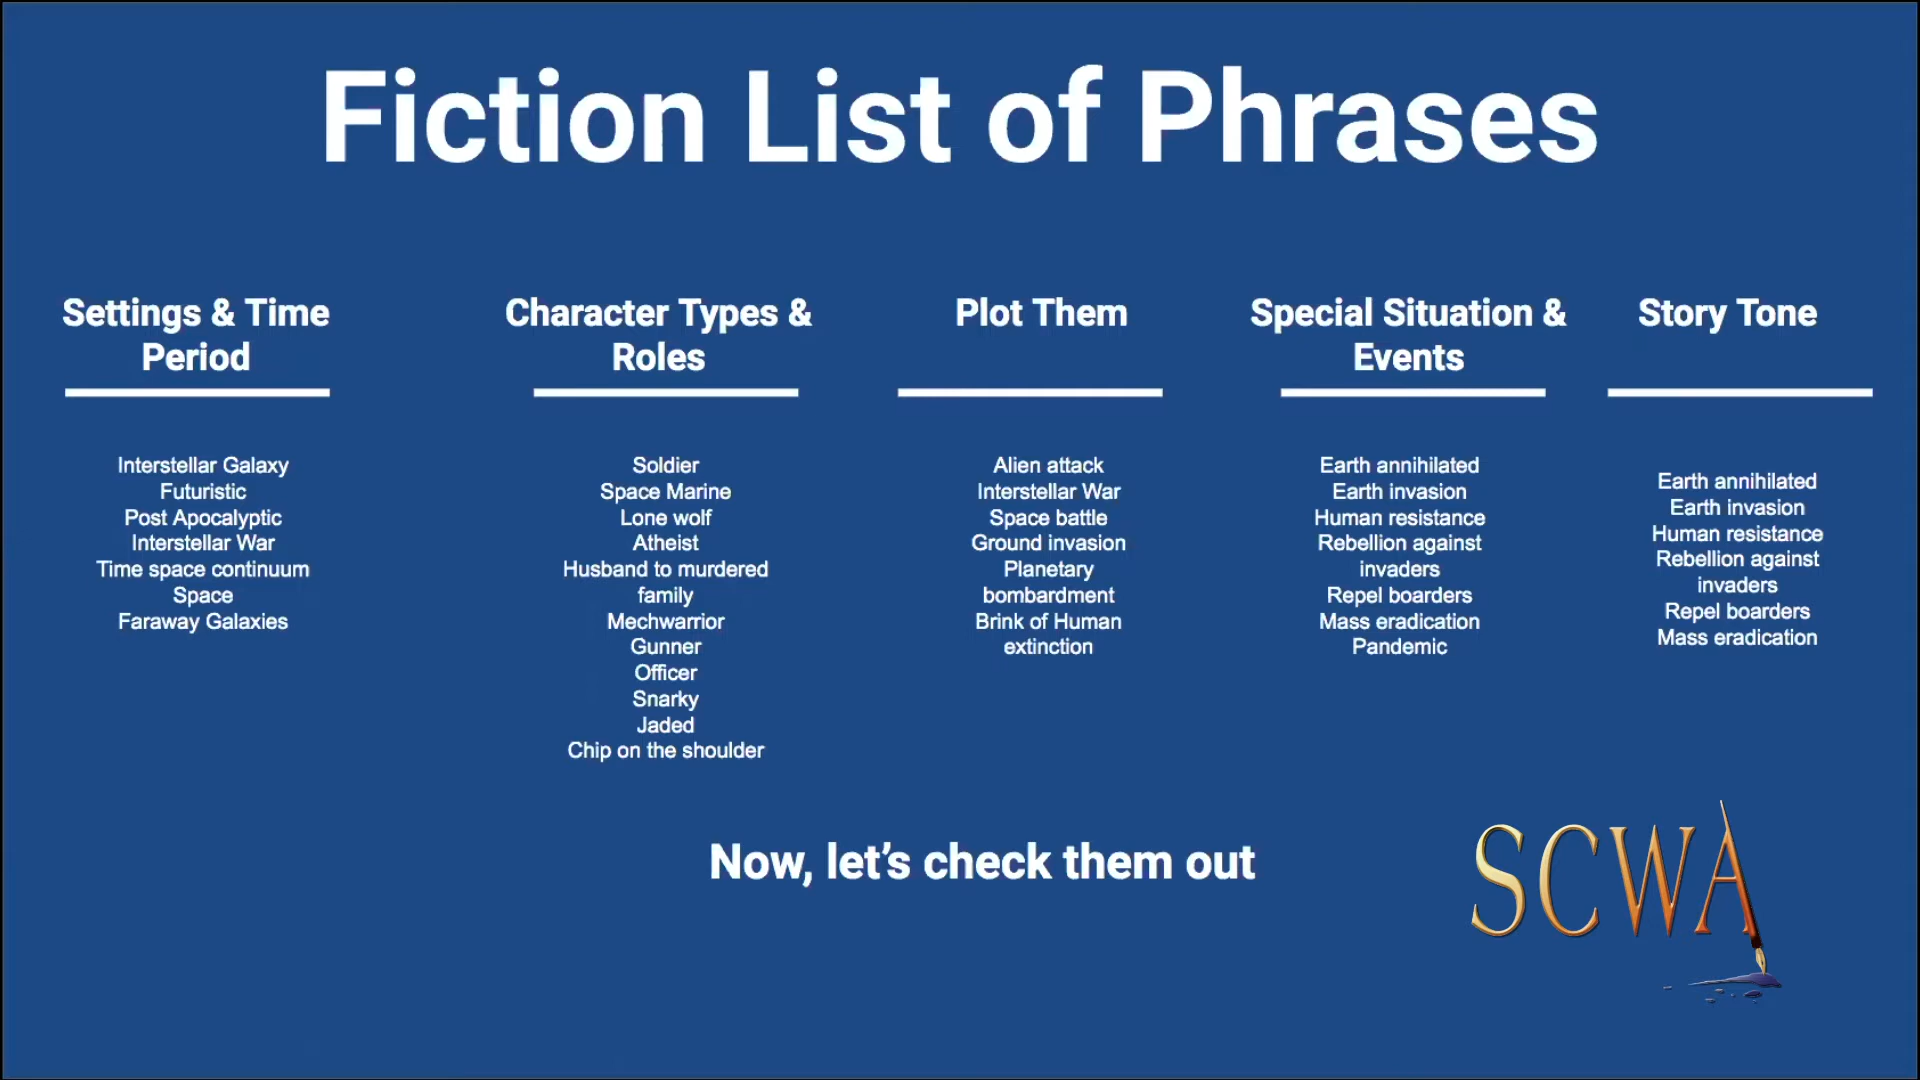 Fiction List of Phrases
Settings & Time
Period
Interstellar Galaxy
Futuristic
Post Apocalyptic
Interstellar War
Time space continuum
Space
Faraway Galaxies
Character Types &
Roles
Soldier
Space Marine
Lone wolf
Atheist
Husband to murdered
family
Mechwarrior
Gunner
Officer
Snarky
Jaded
Chip on the shoulder
Plot Them
Alien attack
Interstellar War
Space battle
Ground invasion
Planetary
bombardment
Brink of Human
extinction
Special Situation &
Events
Earth annihilated
Earth invasion
Human resistance
Rebellion against
invaders
Repel boarders
Mass eradication
Pandemic
Story Tone
Earth annihilated
Earth invasion
Human resistance
Rebellion against
invaders
Repel boarders
Mass eradication
Now, let’s check them out
SCWA